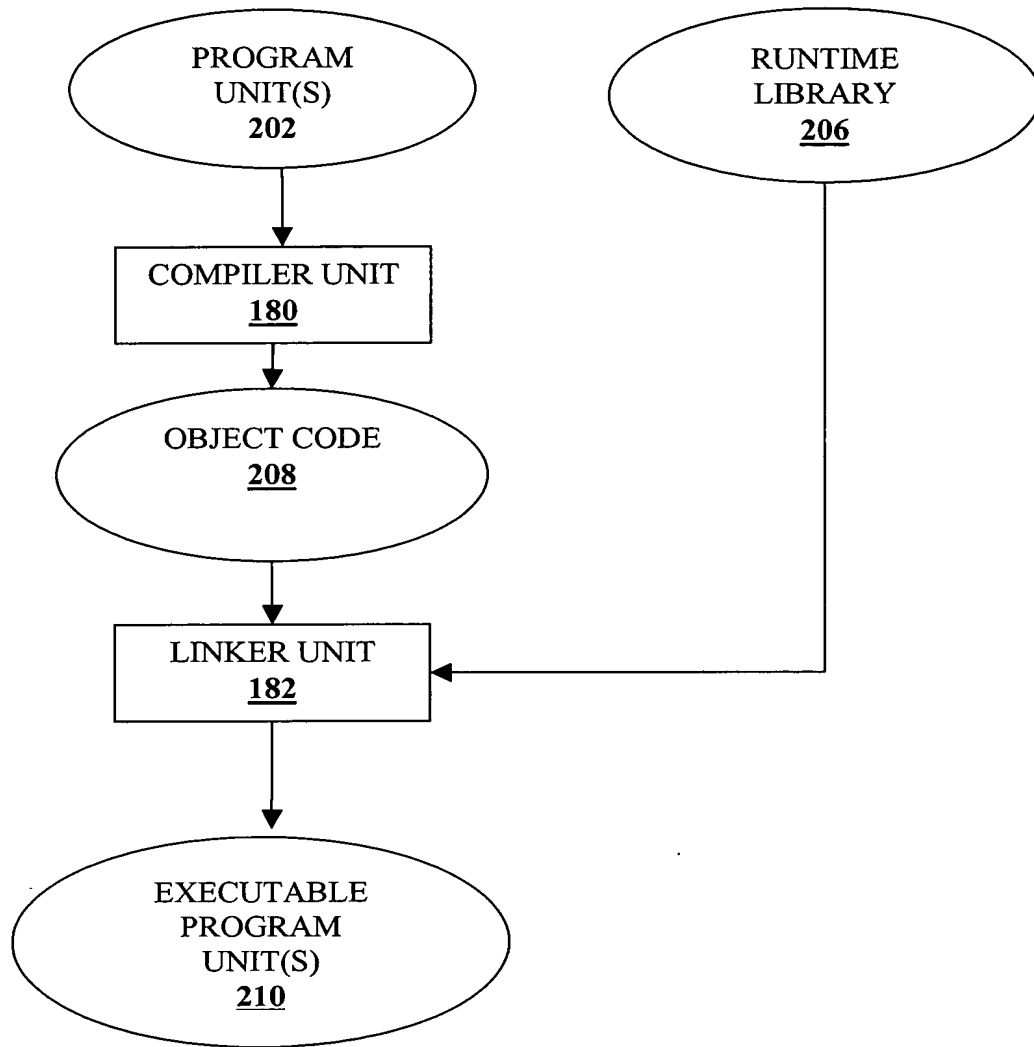 PROGRAM
UNIT(S)
202
RUNTIME
LIBRARY
206
COMPILER UNIT
180
OBJECT CODE
208
LINKER UNIT
182
EXECUTABLE
PROGRAM
UNIT(S)
210